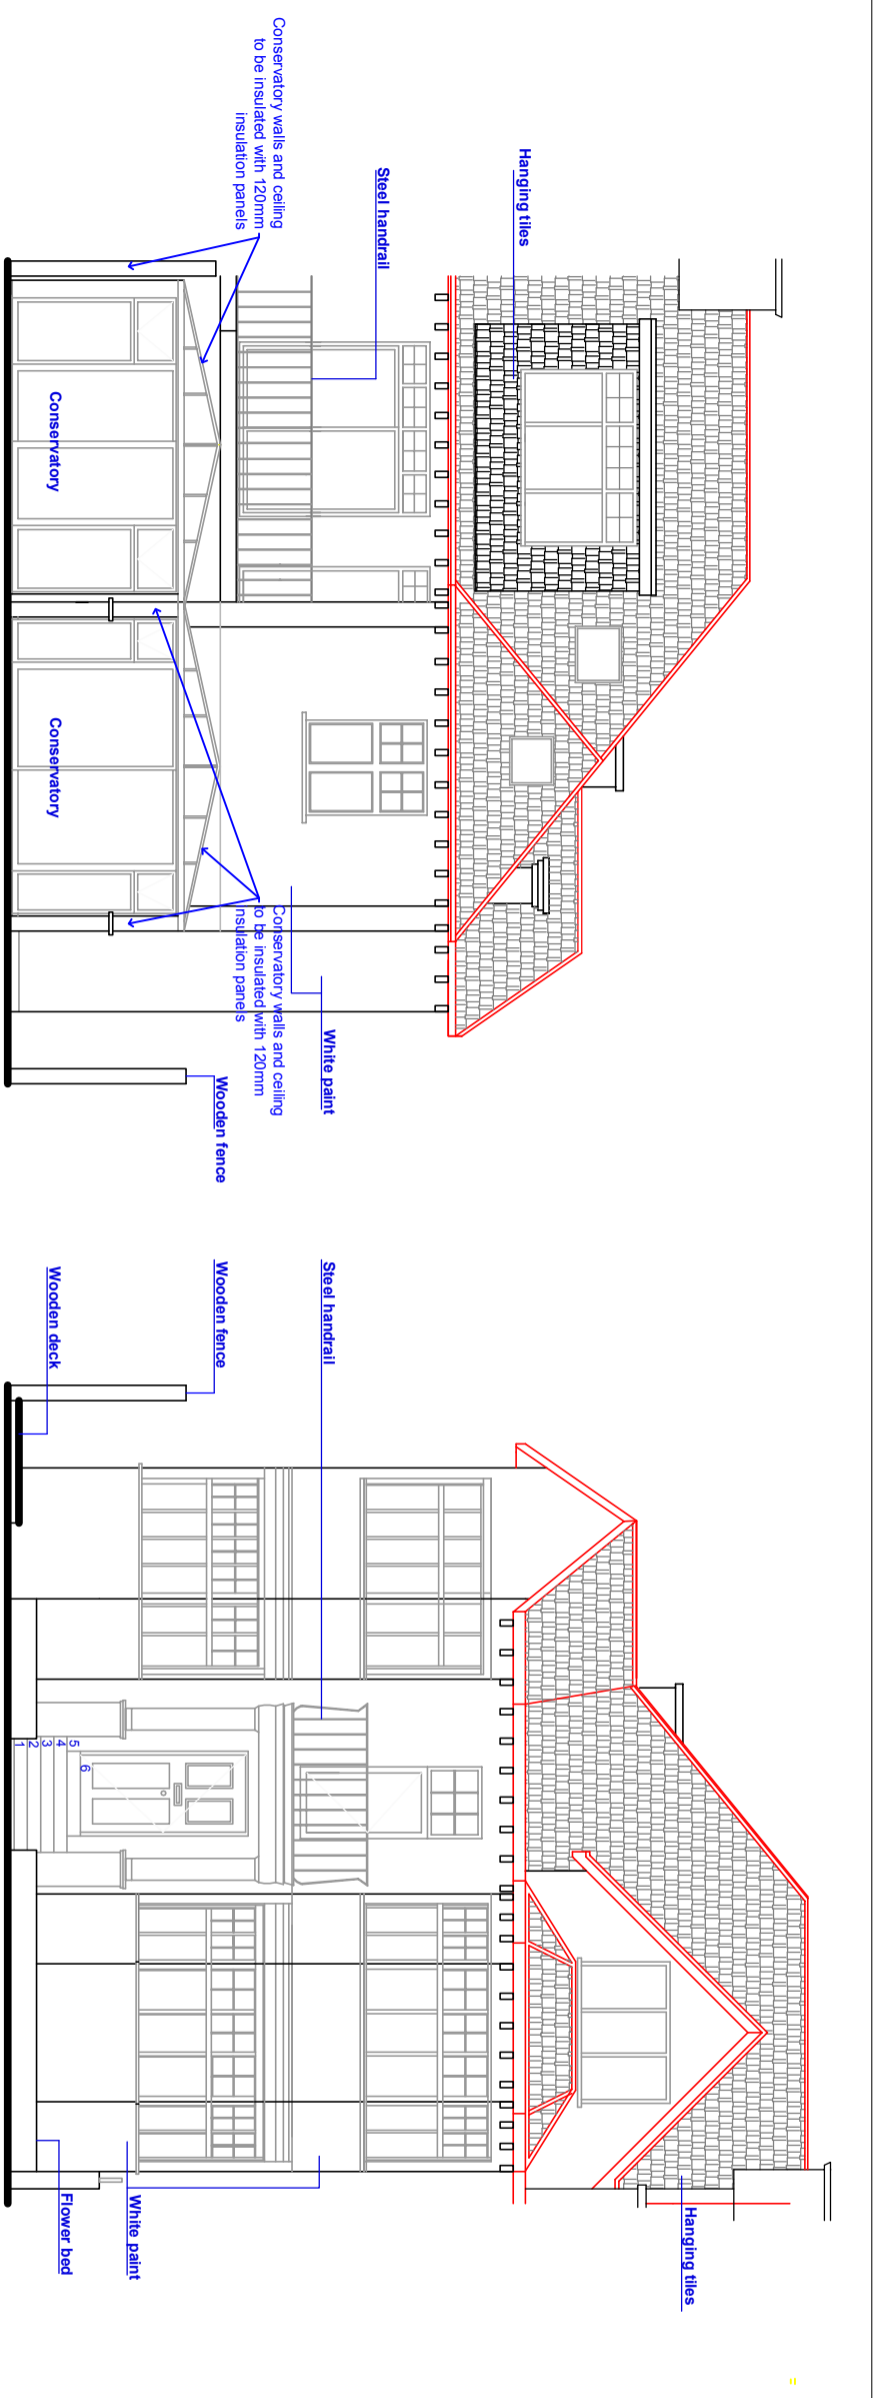 Conservatory walls and ceiling
to be insulated with 120mm
insulation panels
Steel handrail
Hanging tiles
Conservatory
Conservatory
Conservatory walls and ceiling
to be insulated with 120mm
nsulation panels
White paint
Wooden fence
Wooden deck
Wooden fence
Steel handrail
1
2
3
4
5
6
Flower bed
White paint
Hanging tiles